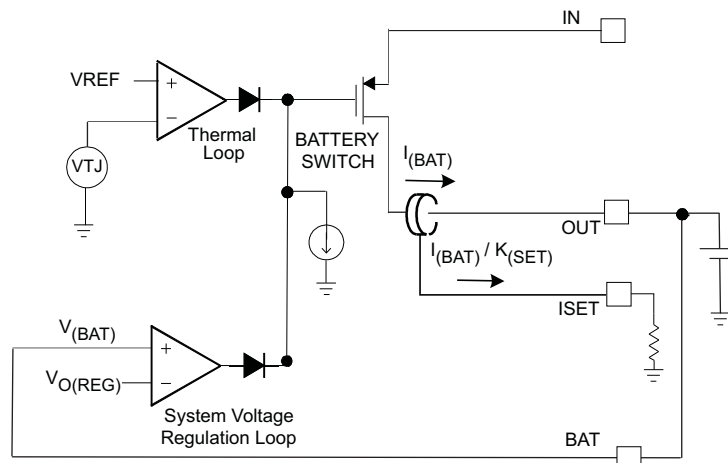 IN
VREF
+
−
Thermal
Loop
BATTERY
SWITCH
VTJ
I(BAT)
OUT
I(BAT) / K(SET)
ISET
V(BAT)
+
VO(REG)
−
System Voltage
Regulation Loop
BAT